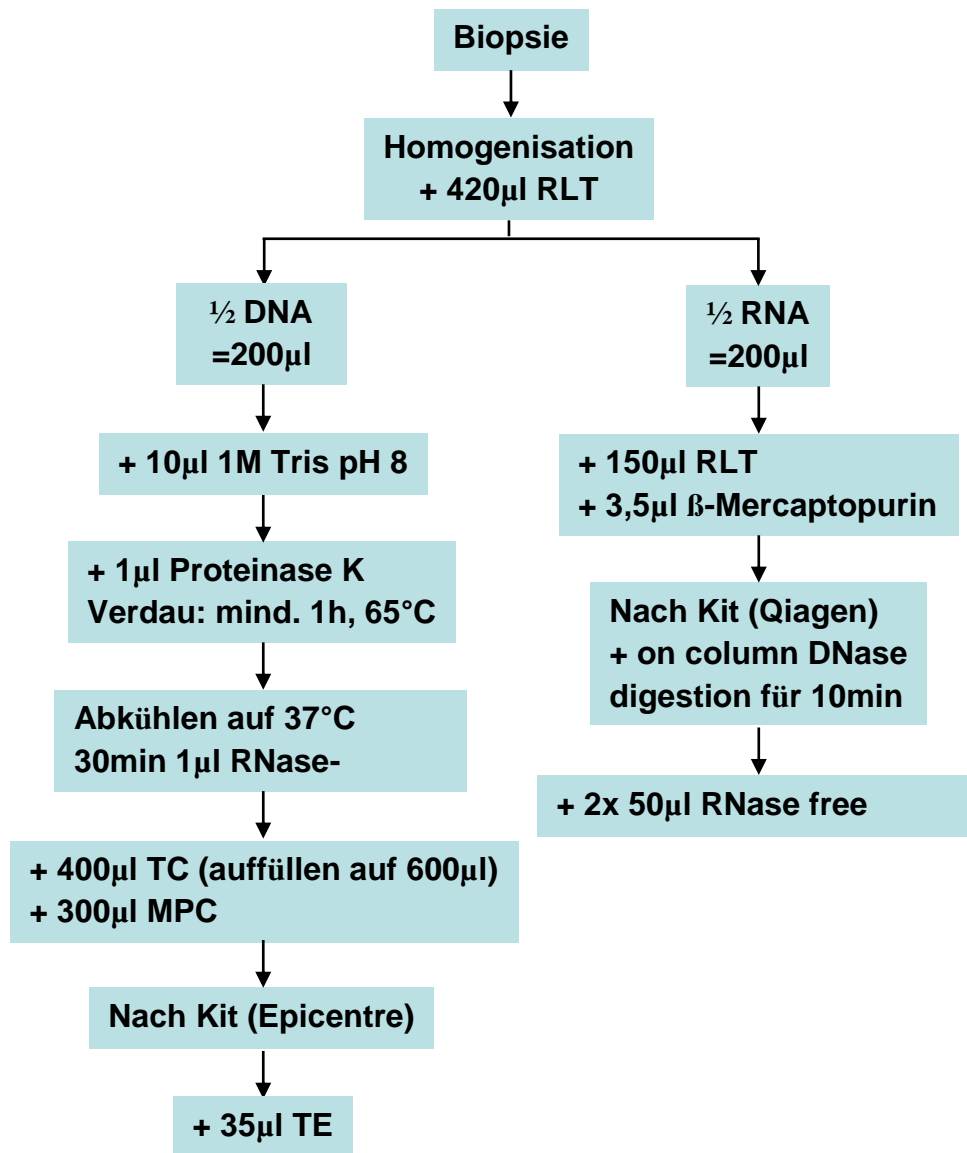 Biopsie
Homogenisation
+ 420µl RLT
½ DNA
=200µl
+ 10µl 1M Tris pH 8
+ 1µl Proteinase K
Verdau: mind. 1h, 65°C
Abkühlen auf 37°C
30min 1µl RNase-
+ 400µl TC (auffüllen auf 600µl)
+ 300µl MPC
Nach Kit (Epicentre)
+ 35µl TE
½ RNA
=200µl
+ 150µl RLT
+ 3,5µl ß-Mercaptopurin
Nach Kit (Qiagen)
+ on column DNase
digestion für 10min
+ 2x 50µl RNase free